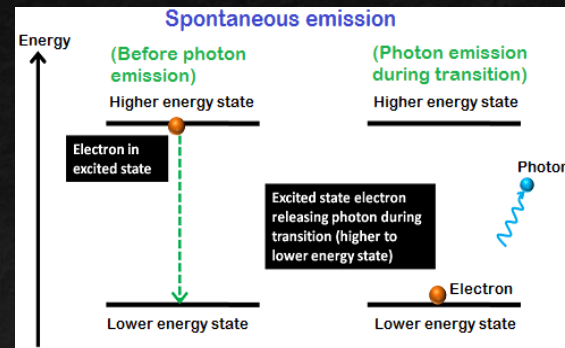 Spontaneous emission
Energy
(Before photon
emission)
(Photon emission
during transition)
Higher energy state
Higher energy state
Electron in
excited state
Photon
Excited state electron
releasing photon during
transition (higher to
lower energy state)
Electron
Lower energy state
Lower energy state